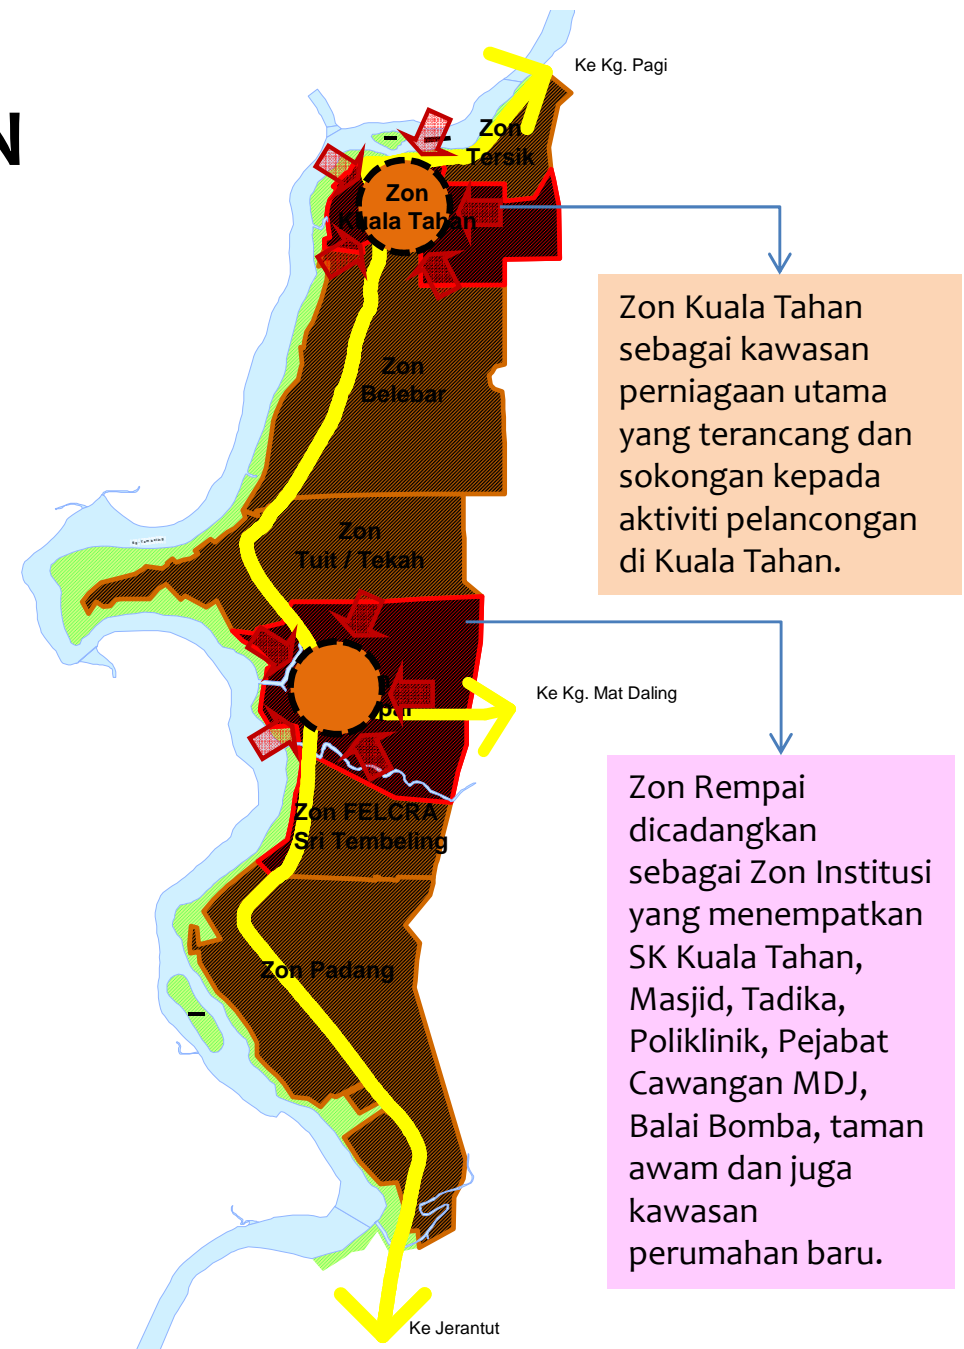 N
Ke Kg. Pagi
Zon
Tersik
Zon
Kuala Tahan
Zon Kuala Tahan
sebagai kawasan
perniagaan utama
yang terancang dan
sokongan kepada
aktiviti pelancongan
di Kuala Tahan.
Zon
Belebar
Zon
Tuit / Tekah
Ke Kg. Mat Daling
Zon FELCRA
Sri Tembeling
Zon Rempai
dicadangkan
sebagai Zon Institusi
yang menempatkan
SK Kuala Tahan,
Masjid, Tadika,
Poliklinik, Pejabat
Cawangan MDJ,
Balai Bomba, taman
awam dan juga
kawasan
perumahan baru.
Zon Padang
Ke Jerantut